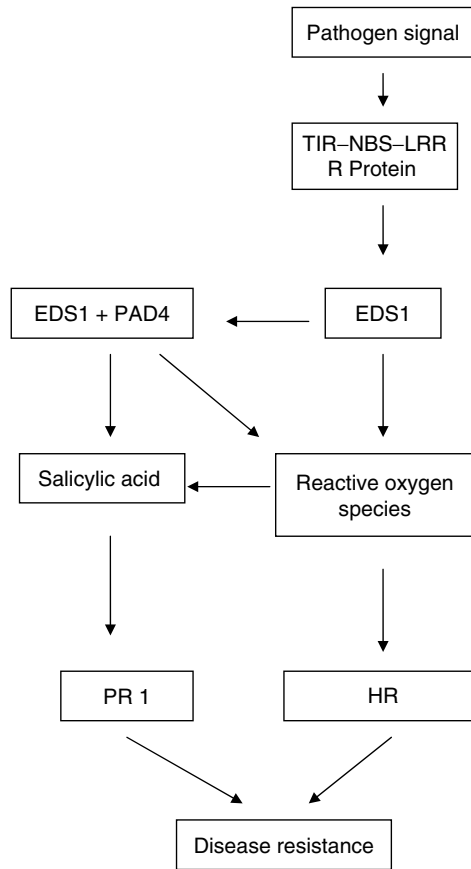 Pathogen signal
TIR–NBS–LRR
R Protein
EDS1 + PAD4
EDS1
Salicylic acid
Reactive oxygen
species
PR 1
HR
Disease resistance